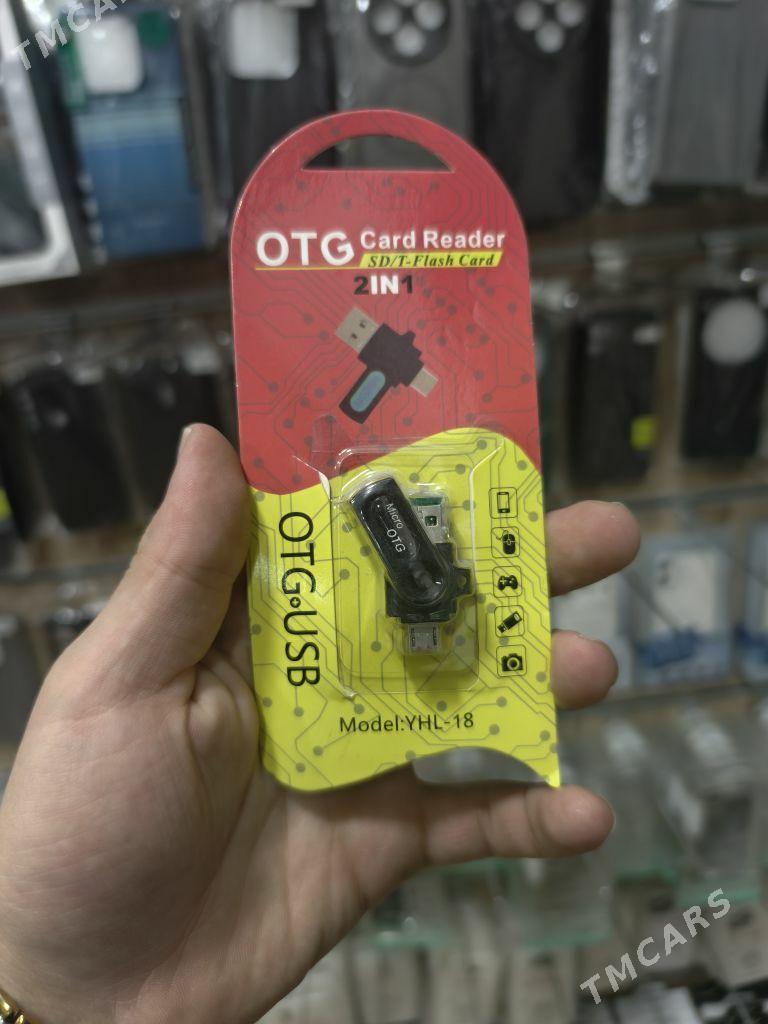 TMCARS
OTG Card Reader
SD/T-Flash Card
2IN1
Micro
OTG
OTG USB
Model:YHL-18
TMCARS